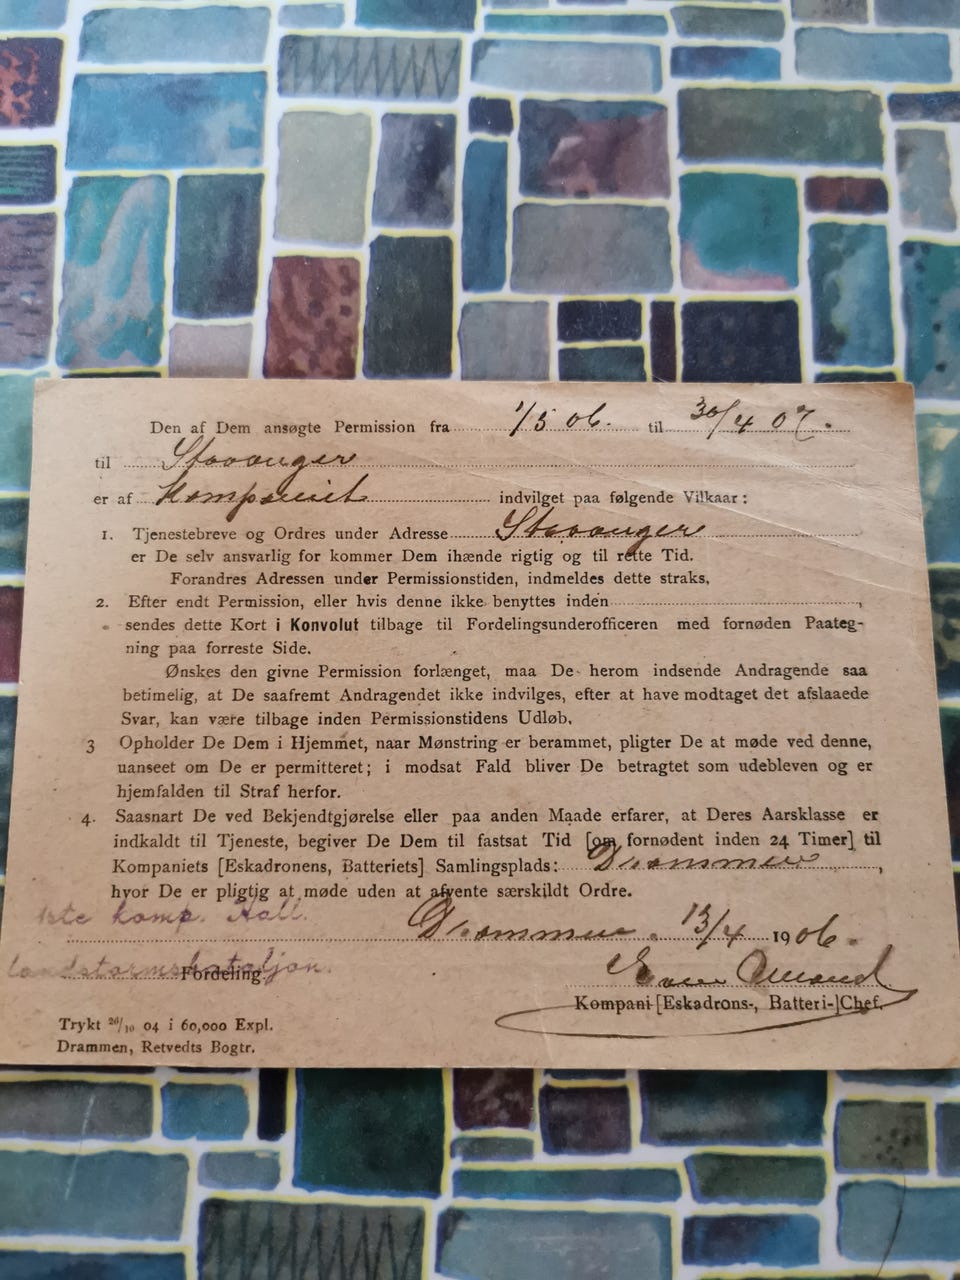 Den af Dem ansøgte Permission fra 1/5 06. til 30/4 07.
til Stavanger
er af Kompaniet indvilget paa følgende Vilkaar:
1. Tjenestebreve og Ordres under Adresse Stavanger
er De selv ansvarlig for kommer Dem ihænde rigtig og til rette Tid.
Forandres Adressen under Permissionstiden, indmeldes dette straks.
2. Efter endt Permission, eller hvis denne ikke benyttes inden ,
sendes dette Kort i Konvolut tilbage til Fordelingsunderofficeren med fornøden Paateg-
ning paa forreste Side.
Ønskes den givne Permission forlænget, maa De herom indsende Andragende saa
betimelig, at De saafremt Andragendet ikke indvilges, efter at have modtaget det afslaaede
Svar, kan være tilbage inden Permissionstidens Udløb.
3 Opholder De Dem i Hjemmet, naar Mønstring er berammet, pligter De at møde ved denne,
uanseet om De er permitteret; i modsat Fald bliver De betragtet som udebleven og er
hjemfalden til Straf herfor.
4. Saasnart De ved Bekjendtgjørelse eller paa anden Maade erfarer, at Deres Aarsklasse er
indkaldt til Tjeneste, begiver De Dem til fastsat Tid [om fornødent inden 24 Timer] til
Kompaniets [Eskadronens, Batteriets] Samlingsplads: Drammen ,
hvor De er pligtig at møde uden at afvente særskildt Ordre.
komp. Hall.
Drammen 13/4 1906.
landstormsbataljon.
Fordeling.
Kompani-[Eskadrons-, Batteri-]Chef.
Trykt 26/10 04 i 60,000 Expl.
Drammen, Retvedts Bogtr.